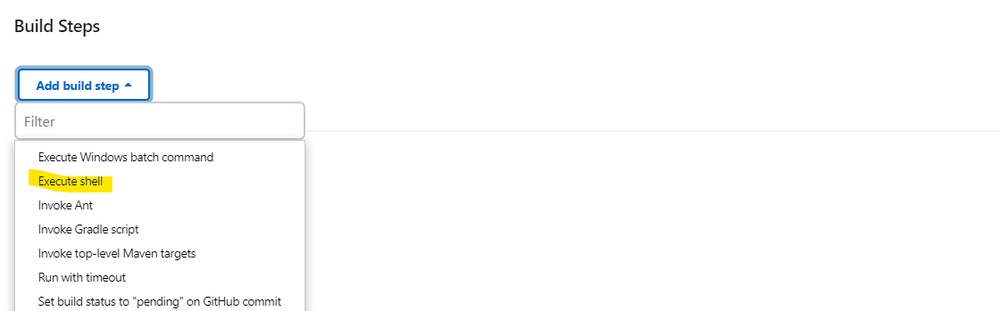 Build Steps
Add build step
Filter
Execute Windows batch command
Execute shell
Invoke Ant
Invoke Gradle script
Invoke top-level Maven targets
Run with timeout
Set build status to "pending" on GitHub commit